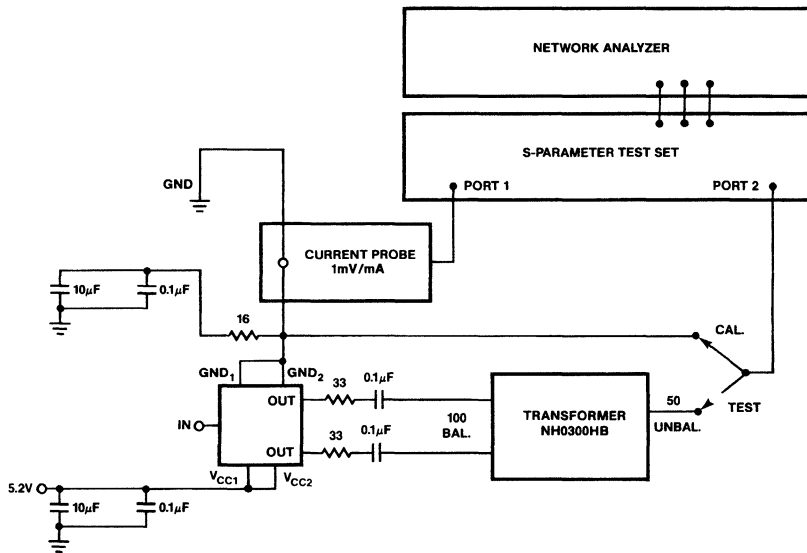 NETWORK ANALYZER
S-PARAMETER TEST SET
PORT 1
PORT 2
GND
CURRENT PROBE
1mV/mA
10μF
0.1μF
16
CAL.
GND1
GND2
OUT
33
0.1μF
IN
OUT
33
0.1μF
100
BAL.
TRANSFORMER
NH0300HB
50
UNBAL.
TEST
VCC1
VCC2
5.2V
10μF
0.1μF